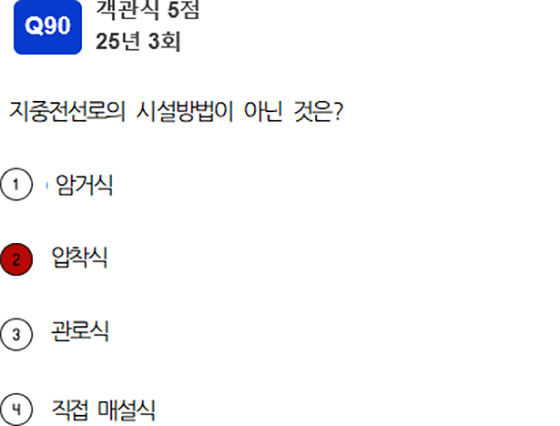 Q90
객관식 5점
25년 3회
지중전선로의 시설방법이 아닌 것은?
1 암거식
2 압착식
3 관로식
4 직접 매설식